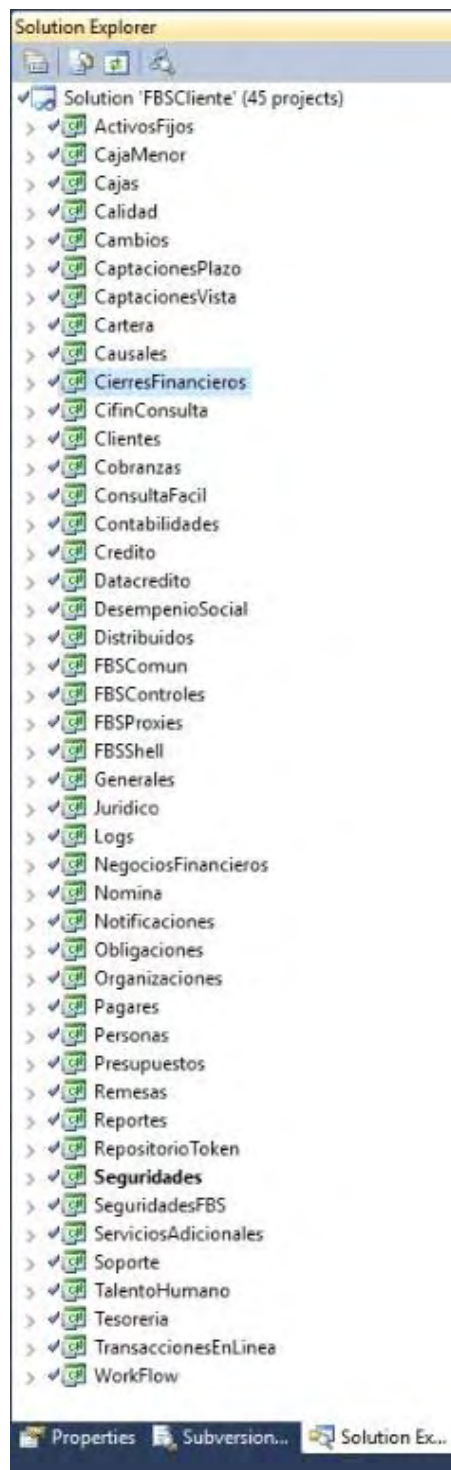 Solution Explorer
Solution 'FBSCliente' (45 projects)
ActivosFijos
CajaMenor
Cajas
Calidad
Cambios
CaptacionesPlazo
CaptacionesVista
Cartera
Causales
CierresFinancieros
CifinConsulta
Clientes
Cobranzas
ConsultaFacil
Contabilidades
Credito
Datacredito
DesempenioSocial
Distribuidos
FBSComun
FBSControles
FBSProxies
FBSShell
Generales
Juridico
Logs
NegociosFinancieros
Nomina
Notificaciones
Obligaciones
Organizaciones
Pagares
Personas
Presupuestos
Remesas
Reportes
RepositorioToken
Seguridades
SeguridadesFBS
ServiciosAdicionales
Soporte
TalentoHumano
Tesoreria
TransaccionesEnLinea
WorkFlow
Properties Subversion... Solution Ex...